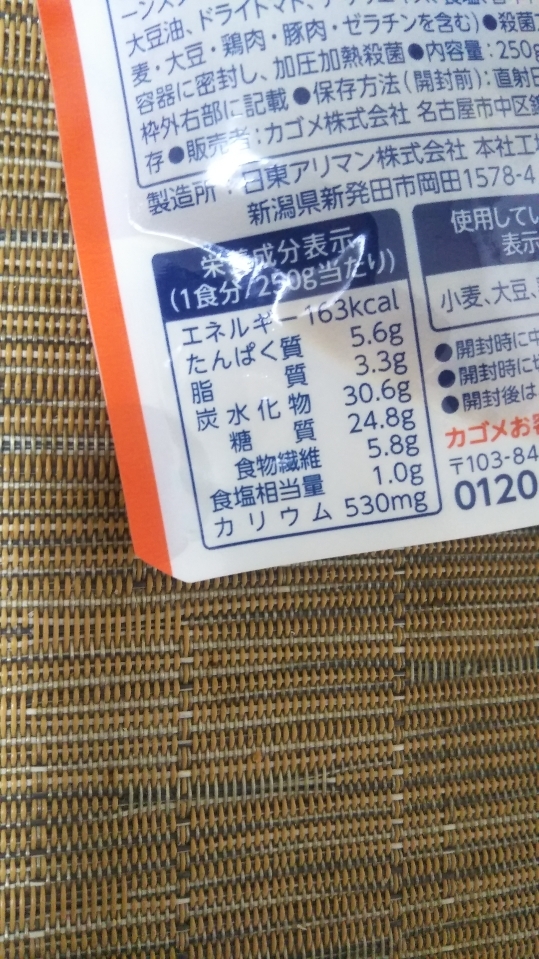 大豆油、ドライトマト、
麦・大豆・鶏肉・豚肉・ゼラチンを含む)●殺菌
容器に密封し、加圧加熱殺菌●内容量:250g
枠外右部に記載●保存方法(開封前):直射日
存●販売者:カゴメ株式会社 名古屋市中区
製造所 日東アリマン株式会社 本社工場
新潟県新発田市岡田1578-4
栄養成分表示
(1食分/250g当たり)
エネルギー 163kcal
たんぱく質 5.6g
脂質 3.3g
炭水化物 30.6g
糖質 24.8g
食物繊維 5.8g
食塩相当量 1.0g
カリウム 530mg
使用してい
表示
小麦、大豆、
●開封時に中
●開封時に
●開封後は
カゴメお客
〒103-84
0120